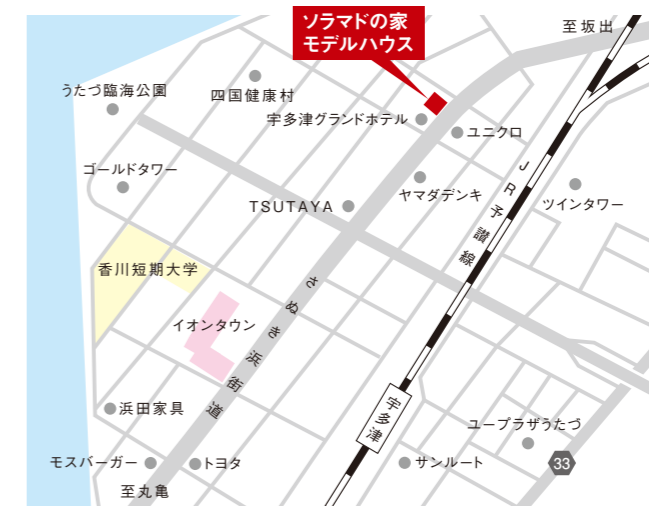 ソラマドの家
モデルハウス
至坂出
うたづ臨海公園
四国健康村
宇多津グランドホテル
ユニクロ
ゴールドタワー
ヤマダデンキ
JR予讃線
ツインタワー
TSUTAYA
香川短期大学
さぬき浜街道
イオンタウン
宇多津
浜田家具
ユープラザうたづ
モスバーガー
トヨタ
サンルート
33
至丸亀